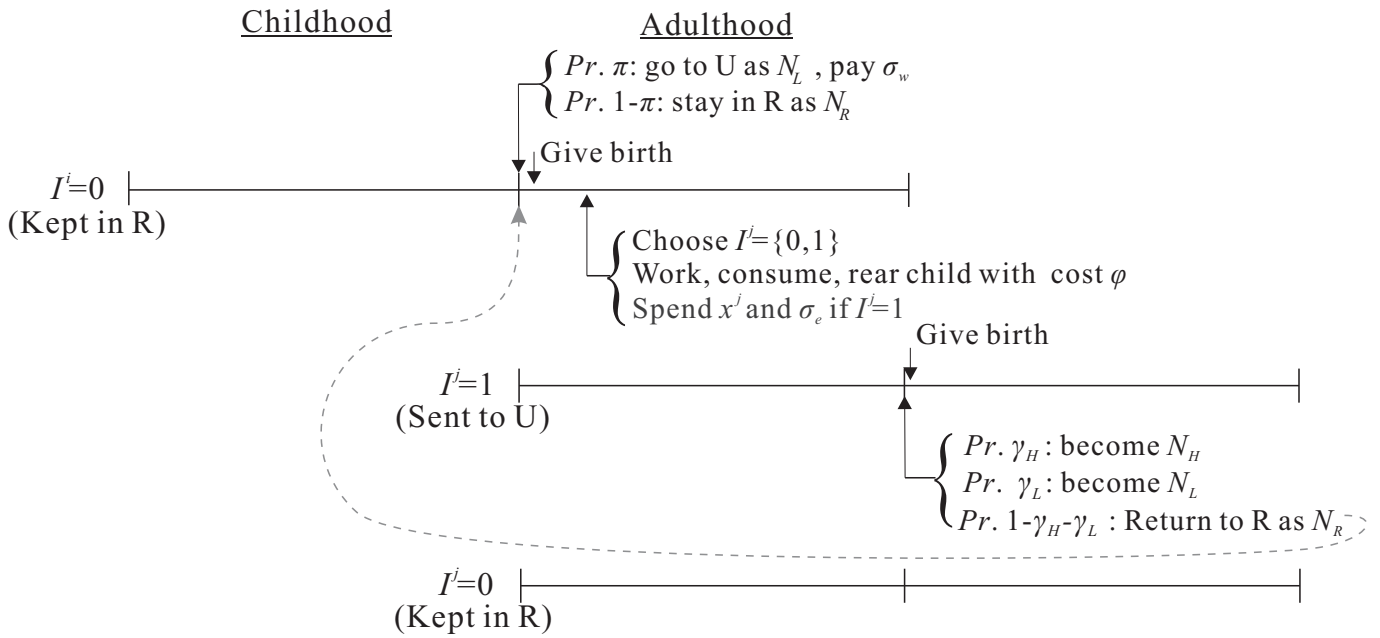 Childhood
Adulthood
Pr. π: go to U as N_L , pay σ_w
Pr. 1-π: stay in R as N_R
Give birth
I^i=0
(Kept in R)
Choose I^j={0,1}
Work, consume, rear child with cost φ
Spend x^j and σ_e if I^j=1
Give birth
I^j=1
(Sent to U)
Pr. γ_H : become N_H
Pr. γ_L : become N_L
Pr. 1-γ_H-γ_L : Return to R as N_R
I^j=0
(Kept in R)